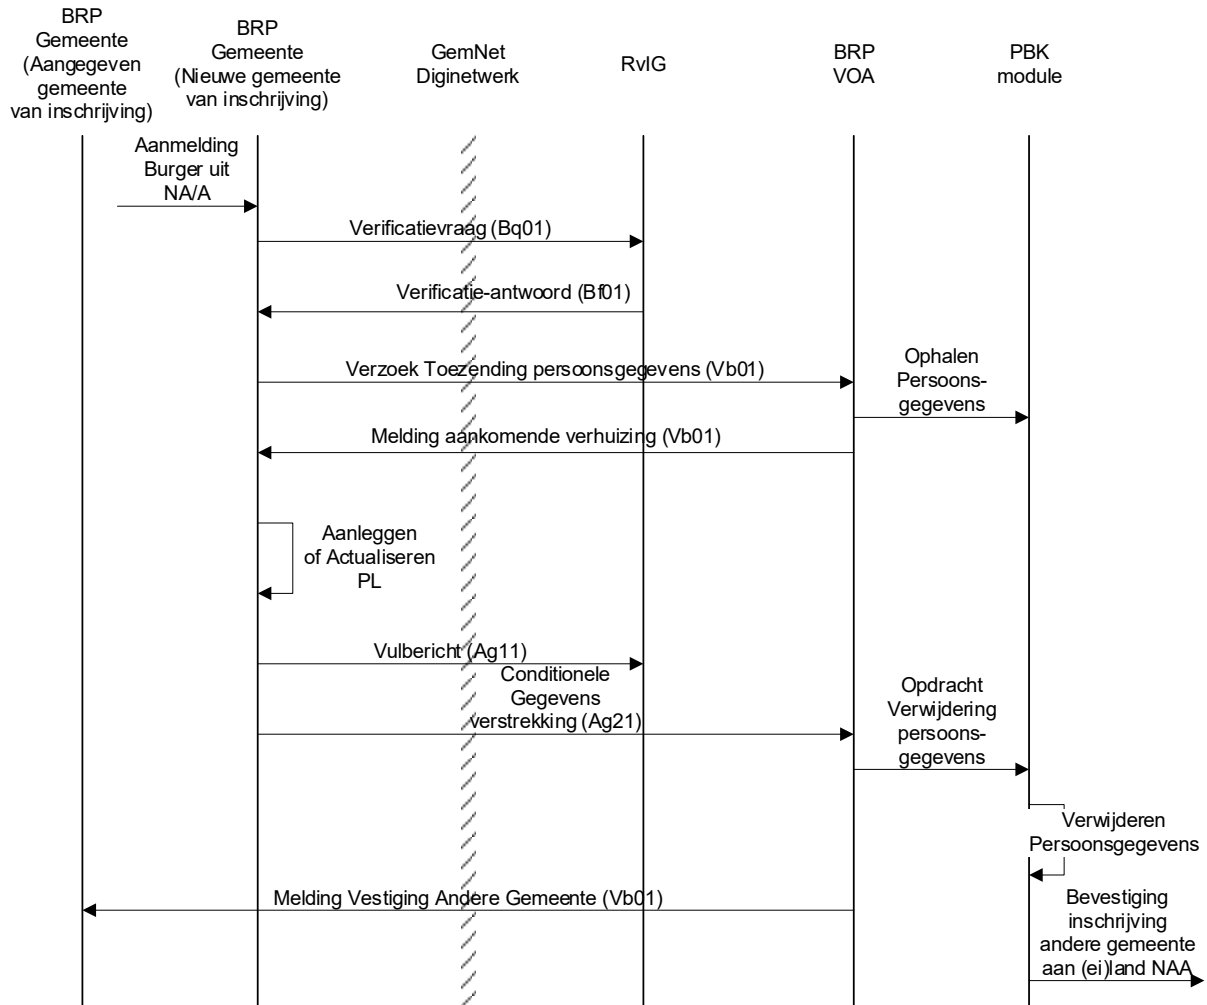 BRP
Gemeente
(Aangegeven
gemeente
van inschrijving)
BRP
Gemeente
(Nieuwe gemeente
van inschrijving)
GemNet
Diginetwerk
RvIG
BRP
VOA
PBK
module
Aanmelding
Burger uit
NA/A
Verificatievraag (Bq01)
Verificatie-antwoord (Bf01)
Verzoek Toezending persoonsgegevens (Vb01)
Ophalen
Persoons-
gegevens
Melding aankomende verhuizing (Vb01)
Aanleggen
of Actualiseren
PL
Vulbericht (Ag11)
Conditionele
Gegevens
verstrekking (Ag21)
Opdracht
Verwijdering
persoons-
gegevens
Verwijderen
Persoonsgegevens
Melding Vestiging Andere Gemeente (Vb01)
Bevestiging
inschrijving
andere gemeente
aan (ei)land NAA